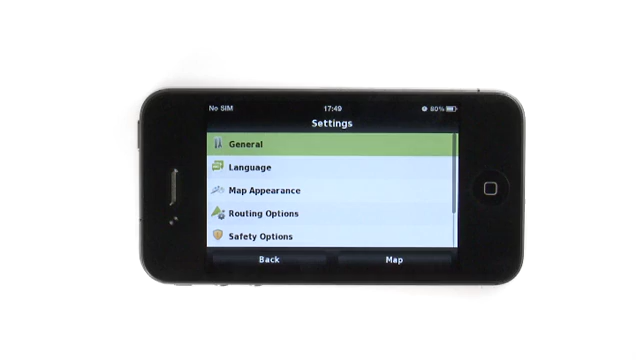 No SIM 17:49 80%
Settings
General
Language
Map Appearance
Routing Options
Safety Options
Back Map